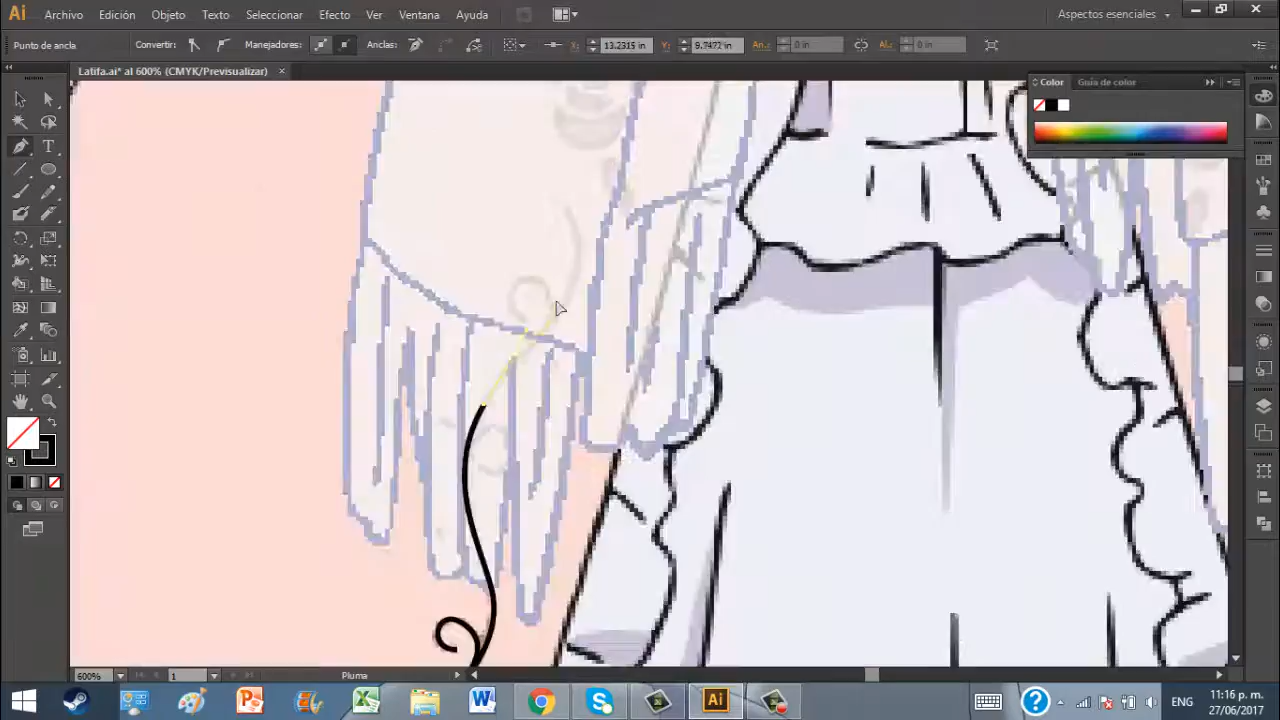 Ai Archivo Edición Objeto Texto Seleccionar Efecto Ver Ventana Ayuda Aspectos esenciales
Punto de ancla Convertir: Manejadores: Anclas: X: 13.2315 in Y: 9.7472 in An.: 0 in Al.: 0 in
Latifa.ai* al 600% (CMYK/Previsualizar) ×
Color Guía de color
600% 1 Pluma
Ai ENG 11:16 p. m.
27/06/2017